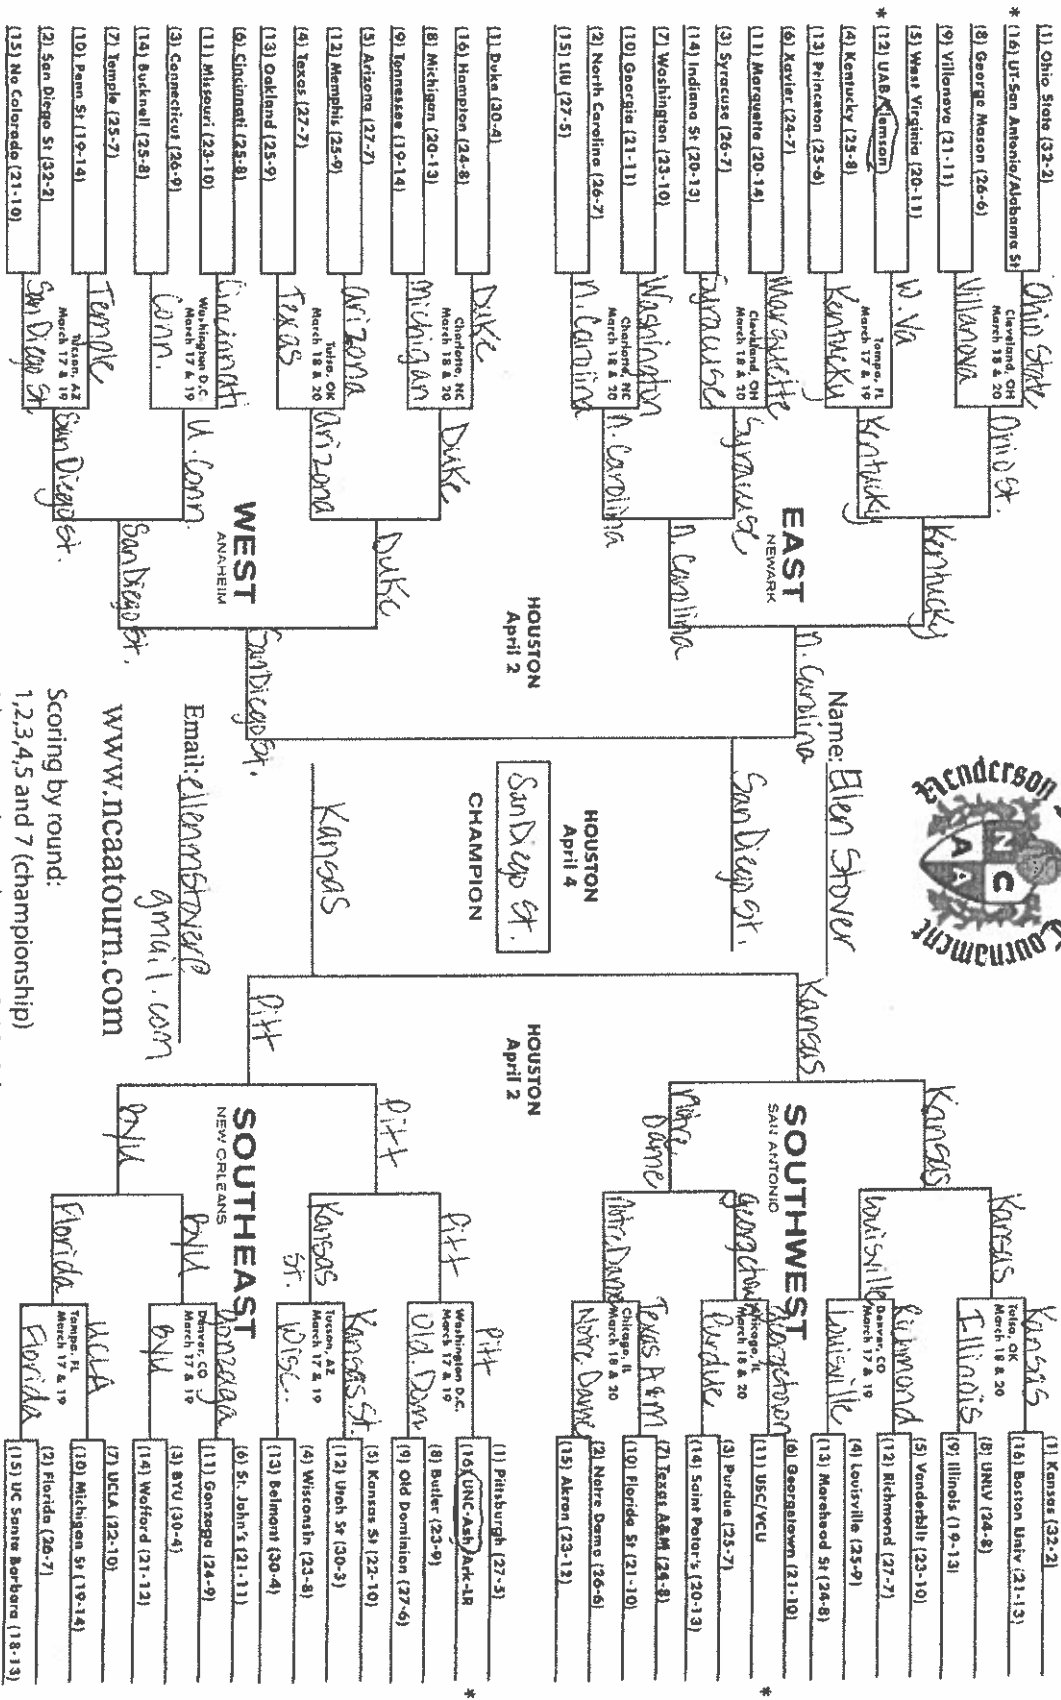 Henderson
NCAA
Tournament
Name: Ellen Stover
(1) Ohio State (32-2)
* (16) UT-San Antonio/Alabama St
(8) George Mason (26-6)
(9) Villanova (21-11)
(5) West Virginia (20-11)
* (12) UAB/Clemson
(4) Kentucky (25-8)
(13) Princeton (25-6)
(6) Xavier (24-7)
(11) Marquette (20-14)
(3) Syracuse (26-7)
(14) Indiana St (20-13)
(7) Washington (23-10)
(10) Georgia (21-11)
(2) North Carolina (26-7)
(15) LIU (27-5)
Ohio State
Cleveland, OH
March 18 & 20
Villanova
W. Va
Tampa, FL
March 17 & 19
Kentucky
Marquette
Cleveland, OH
March 18 & 20
Syracuse
Washington
Charlotte, NC
March 18 & 20
N. Carolina
Ohio St.
Kentucky
Syracuse
N. Carolina
EAST
NEWARK
Kentucky
N. Carolina
N. Carolina
(1) Duke (30-4)
(16) Hampton (24-8)
(8) Michigan (20-13)
(9) Tennessee (19-14)
(5) Arizona (27-7)
(12) Memphis (25-9)
(4) Texas (27-7)
(13) Oakland (25-9)
(6) Cincinnati (25-8)
(11) Missouri (23-10)
(3) Connecticut (26-9)
(14) Bucknell (25-8)
(7) Temple (25-7)
(10) Penn St (19-14)
(2) San Diego St (32-2)
(15) No Colorado (21-10)
Duke
Charlotte, NC
March 18 & 20
Michigan
Arizona
Tulsa, OK
March 18 & 20
Texas
Cincinnati
Washington D.C.
March 17 & 19
Conn.
Temple
Tucson, AZ
March 17 & 19
San Diego St.
Duke
Arizona
U. Conn
San Diego St.
WEST
ANAHEIM
Duke
San Diego St.
San Diego St.
HOUSTON
April 2
San Diego St.
HOUSTON
April 4
San Diego St.
CHAMPION
Kansas
HOUSTON
April 2
Email: ellenmstover@
gmail.com
www.ncaatourn.com
Scoring by round:
1,2,3,4,5 and 7 (championship)
Kansas
Kansas
Notre
Dame
SOUTHWEST
SAN ANTONIO
Kansas
Louisville
Georgetown
Notre Dame
Kansas
Tulsa, OK
March 18 & 20
Illinois
Richmond
Denver, CO
March 17 & 19
Louisville
Georgetown
Chicago, IL
March 18 & 20
Purdue
Texas A&M
Chicago, IL
March 18 & 20
Notre Dame
(1) Kansas (32-2)
(16) Boston Univ (21-13)
(8) UNLV (24-8)
(9) Illinois (19-13)
(5) Vanderbilt (23-10)
(12) Richmond (27-7)
(4) Louisville (25-9)
(13) Morehead St (24-8)
(6) Georgetown (21-10)
(11) USC/VCU *
(3) Purdue (25-7)
(14) Saint Peter's (20-13)
(7) Texas A&M (24-8)
(10) Florida St (21-10)
(2) Notre Dame (26-6)
(15) Akron (23-12)
Pitt
Pitt
BYU
SOUTHEAST
NEW ORLEANS
Pitt
Kansas
St.
BYU
Florida
Pitt
Washington D.C.
March 17 & 19
Old. Dom
Kansas St.
Tucson, AZ
March 17 & 19
Wisc.
Gonzaga
Denver, CO
March 17 & 19
BYU
UCLA
Tampa, FL
March 17 & 19
Florida
(1) Pittsburgh (27-5)
(16) UNC-Ash/Ark-LR *
(8) Butler (23-9)
(9) Old Dominion (27-6)
(5) Kansas St (22-10)
(12) Utah St (30-3)
(4) Wisconsin (23-8)
(13) Belmont (30-4)
(6) St. John's (21-11)
(11) Gonzaga (24-9)
(3) BYU (30-4)
(14) Wofford (21-12)
(7) UCLA (22-10)
(10) Michigan St (19-14)
(2) Florida (26-7)
(15) UC Santa Barbara (18-13)